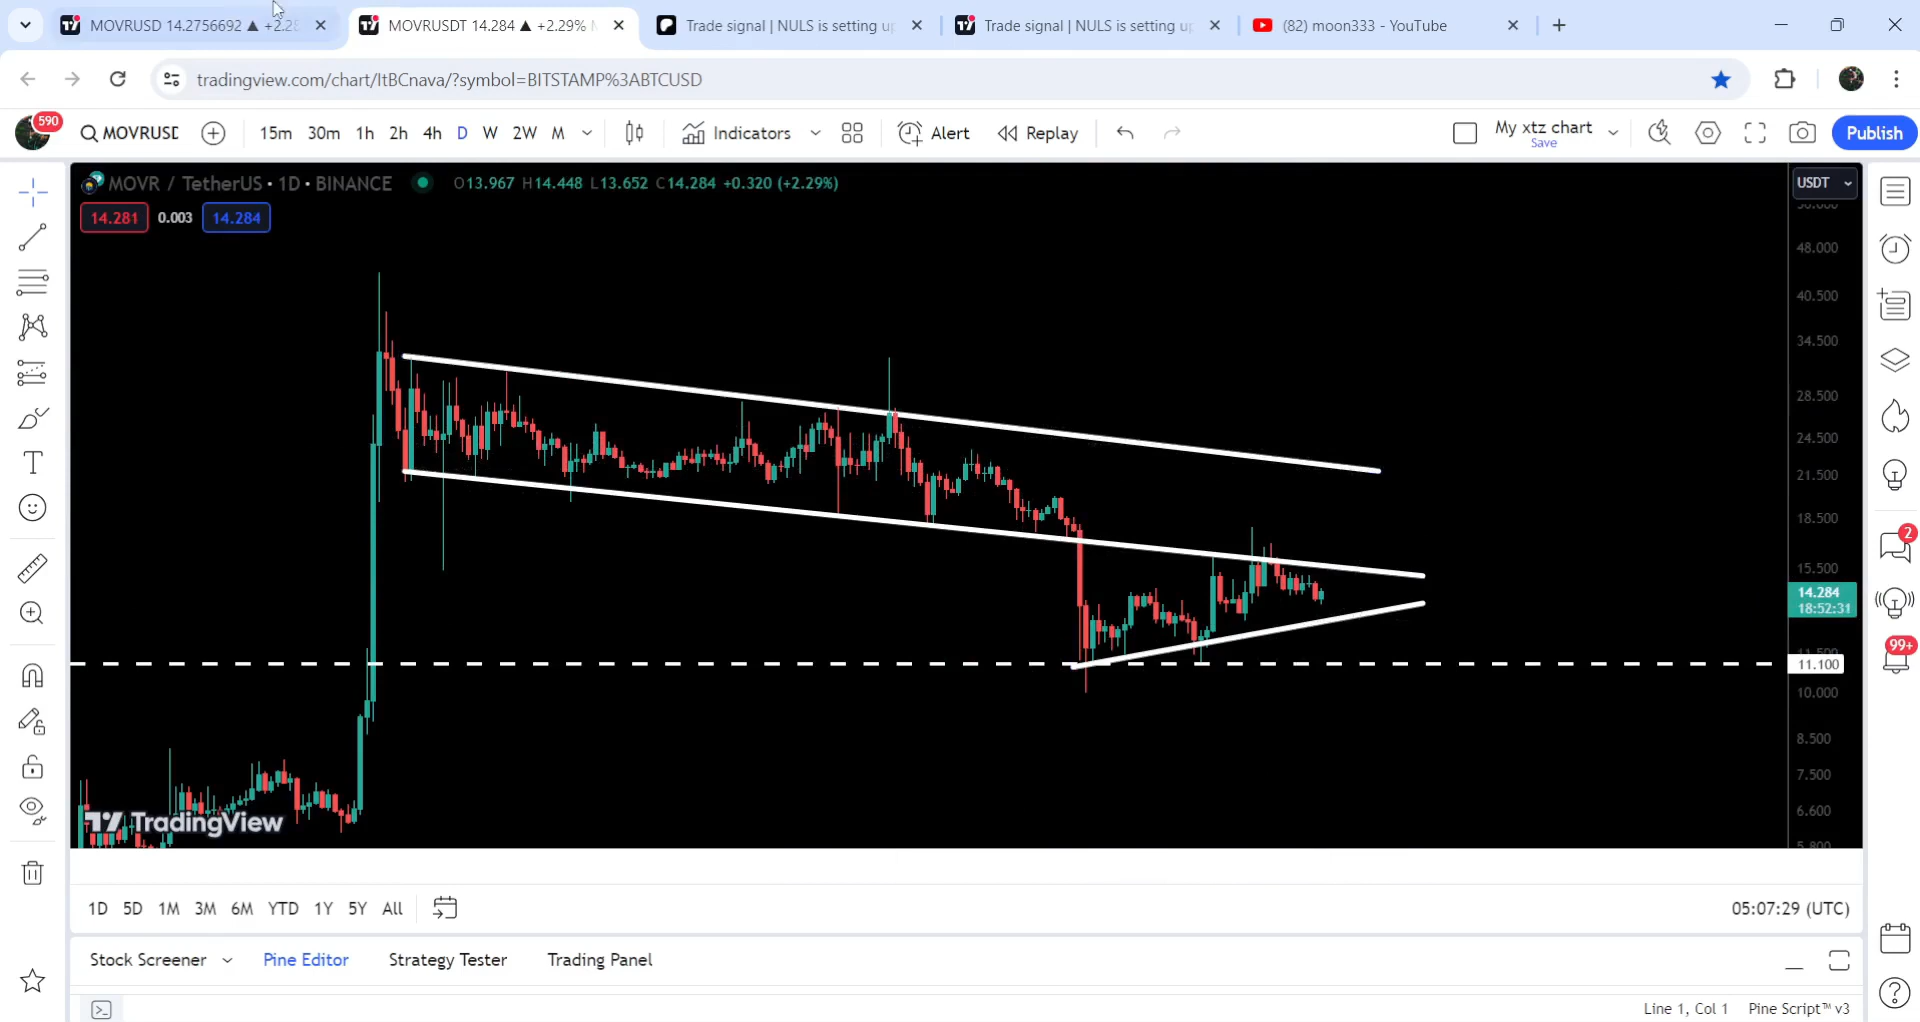 MOVRUSD 14.2756692 ▲ +2.25
MOVRUSDT 14.284 ▲ +2.29%
Trade signal | NULS is setting up
Trade signal | NULS is setting up
(82) moon333 - YouTube
tradingview.com/chart/ItBCnava/?symbol=BITSTAMP%3ABTCUSD
590
MOVRUSD
15m 30m 1h 2h 4h D W 2W M
Indicators
Alert
Replay
My xtz chart
Save
Publish
MOVR / TetherUS • 1D • BINANCE O13.967 H14.448 L13.652 C14.284 +0.320 (+2.29%)
USDT
14.281 0.003 14.284
48.000
40.500
34.500
28.500
24.500
21.500
18.500
15.500
14.284
18:52:31
11.100
10.000
8.500
7.500
6.600
2
99+
TradingView
1D 5D 1M 3M 6M YTD 1Y 5Y All
05:07:29 (UTC)
Stock Screener Pine Editor Strategy Tester Trading Panel
Line 1, Col 1 Pine Script™ v3